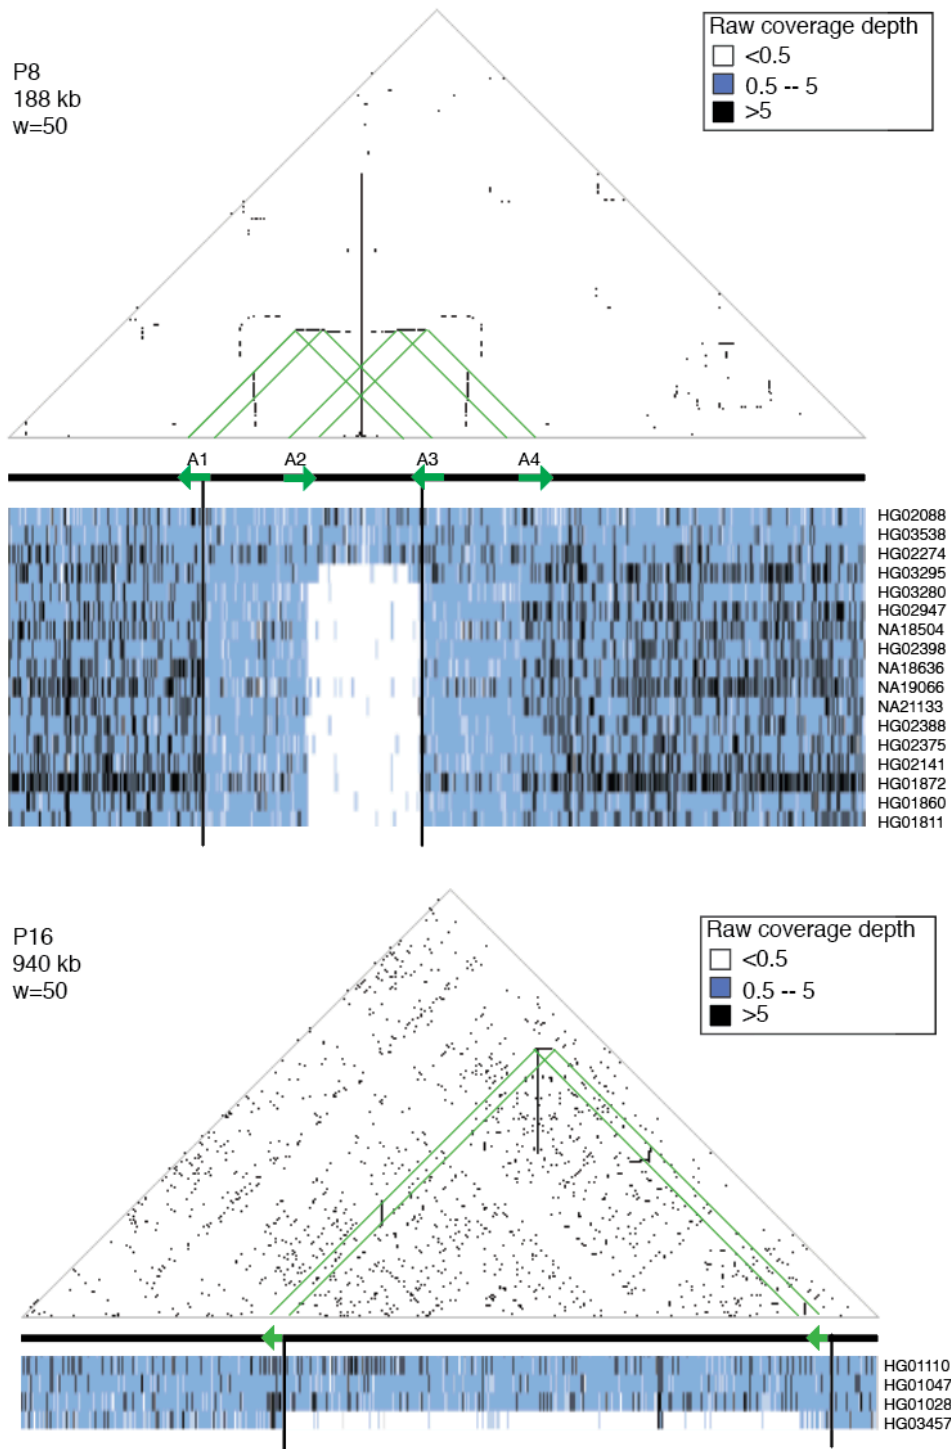 P8
188 kb
w=50
Raw coverage depth
<0.5
0.5 -- 5
>5
A1 A2 A3 A4
HG02088
HG03538
HG02274
HG03295
HG03280
HG02947
NA18504
HG02398
NA18636
NA19066
NA21133
HG02388
HG02375
HG02141
HG01872
HG01860
HG01811
P16
940 kb
w=50
Raw coverage depth
<0.5
0.5 -- 5
>5
HG01110
HG01047
HG01028
HG03457